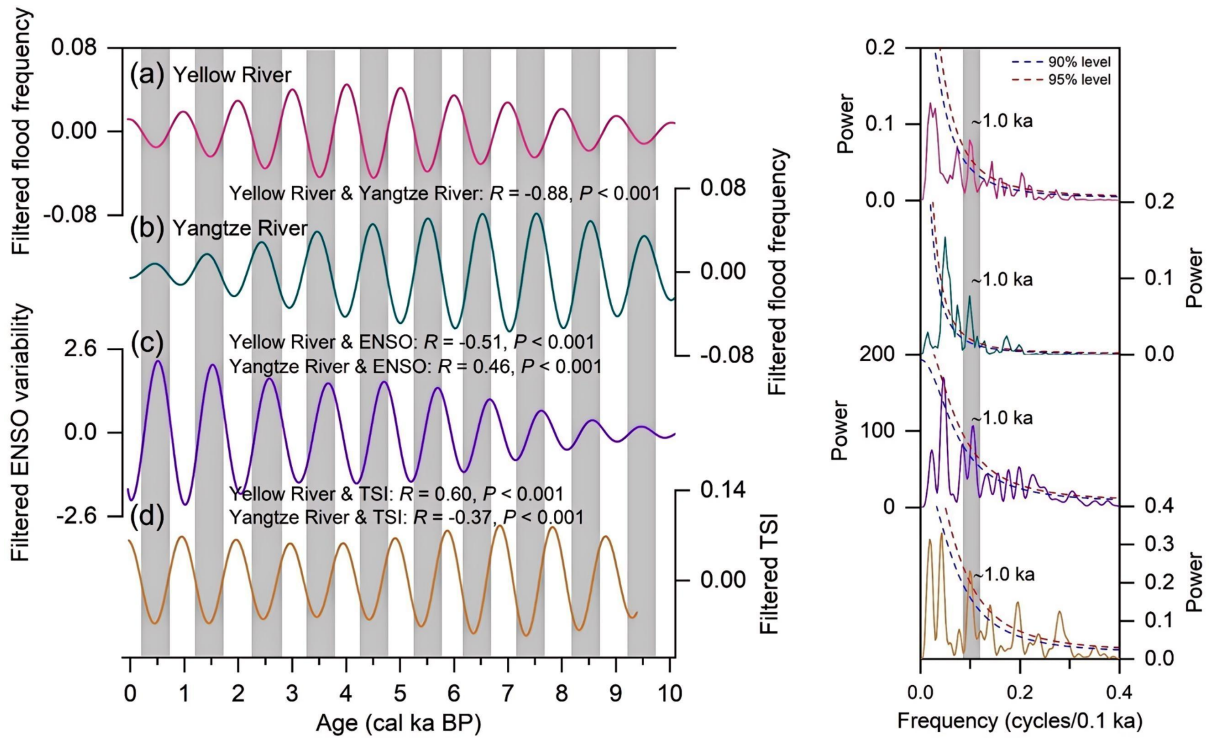 0.08
(a) Yellow River
0.00
-0.08
Filtered flood frequency
Yellow River & Yangtze River: R = -0.88, P < 0.001
(b) Yangtze River
0.08
0.00
-0.08
Filtered flood frequency
(c)
Yellow River & ENSO: R = -0.51, P < 0.001
Yangtze River & ENSO: R = 0.46, P < 0.001
2.6
0.0
-2.6
Filtered ENSO variability
(d)
Yellow River & TSI: R = 0.60, P < 0.001
Yangtze River & TSI: R = -0.37, P < 0.001
0.14
0.00
Filtered TSI
0 1 2 3 4 5 6 7 8 9 10
Age (cal ka BP)
90% level
95% level
0.2
0.1
0.0
Power
~1.0 ka
0.2
0.1
0.0
Power
~1.0 ka
200
100
0
Power
~1.0 ka
0.4
0.3
0.2
0.1
0.0
Power
~1.0 ka
0.0 0.2 0.4
Frequency (cycles/0.1 ka)